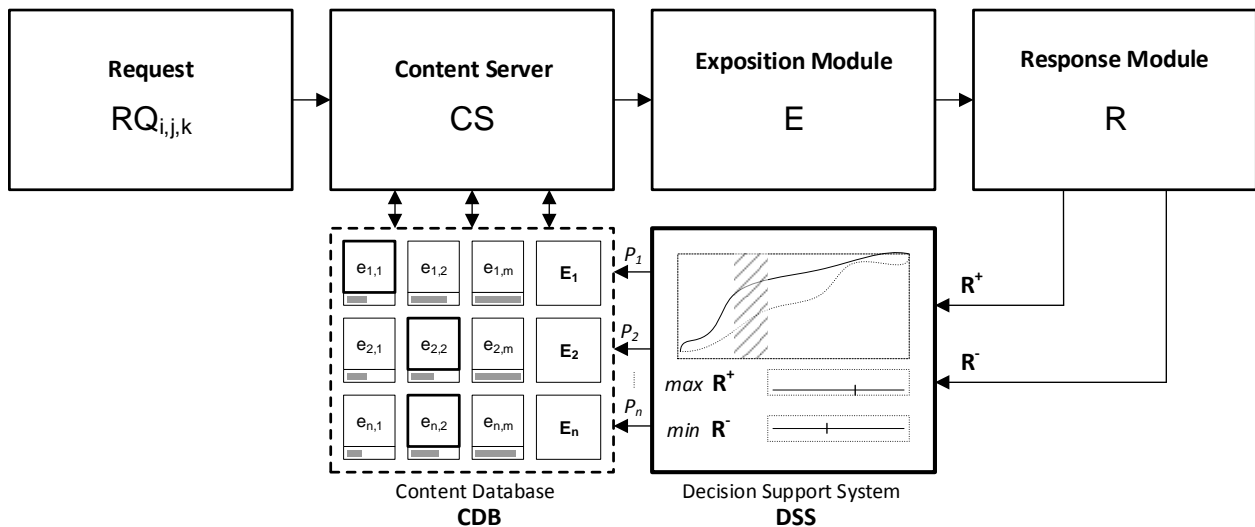 Request
RQi,j,k
Content Server
CS
Exposition Module
E
Response Module
R
e1,1
e1,2
e1,m
E1
e2,1
e2,2
e2,m
E2
en,1
en,2
en,m
En
P1
P2
Pn
max R+
min R-
R+
R-
Content Database
CDB
Decision Support System
DSS